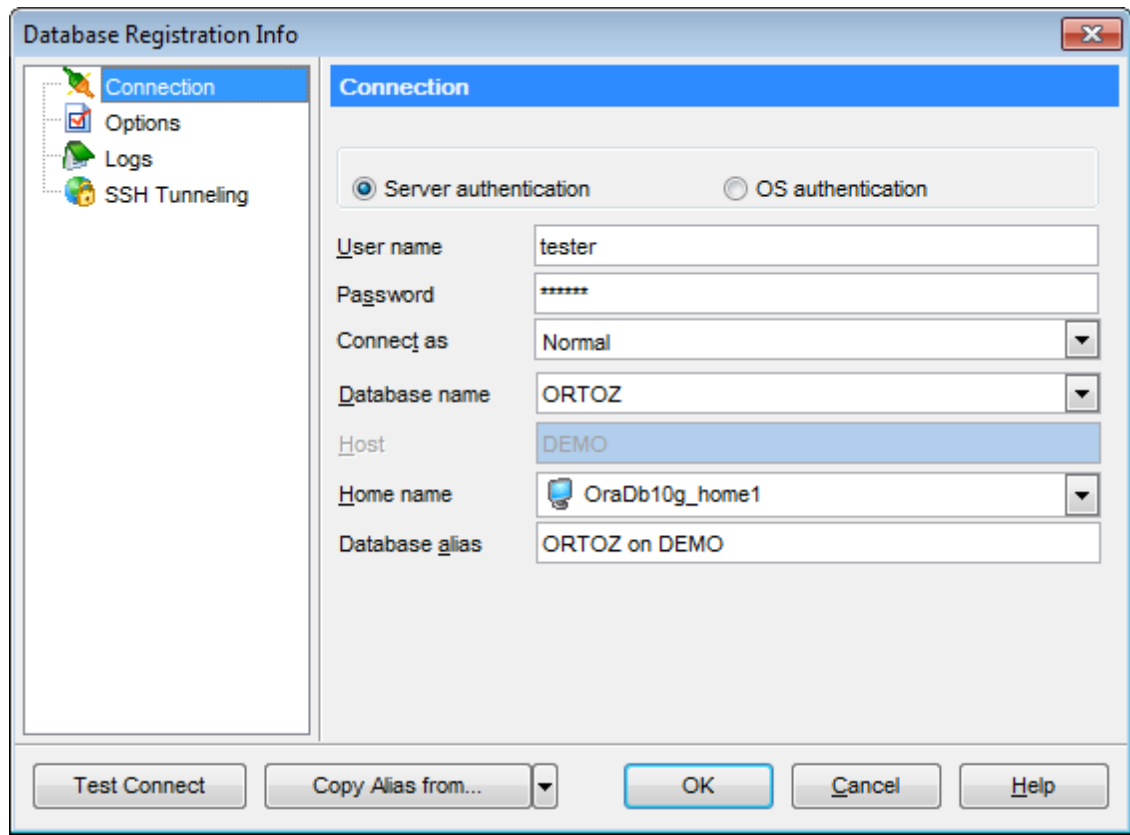 Database Registration Info
Connection
Options
Logs
SSH Tunneling
Connection
Server authentication OS authentication
User name tester
Password ******
Connect as Normal
Database name ORTOZ
Host DEMO
Home name OraDb10g_home1
Database alias ORTOZ on DEMO
Test Connect Copy Alias from... OK Cancel Help